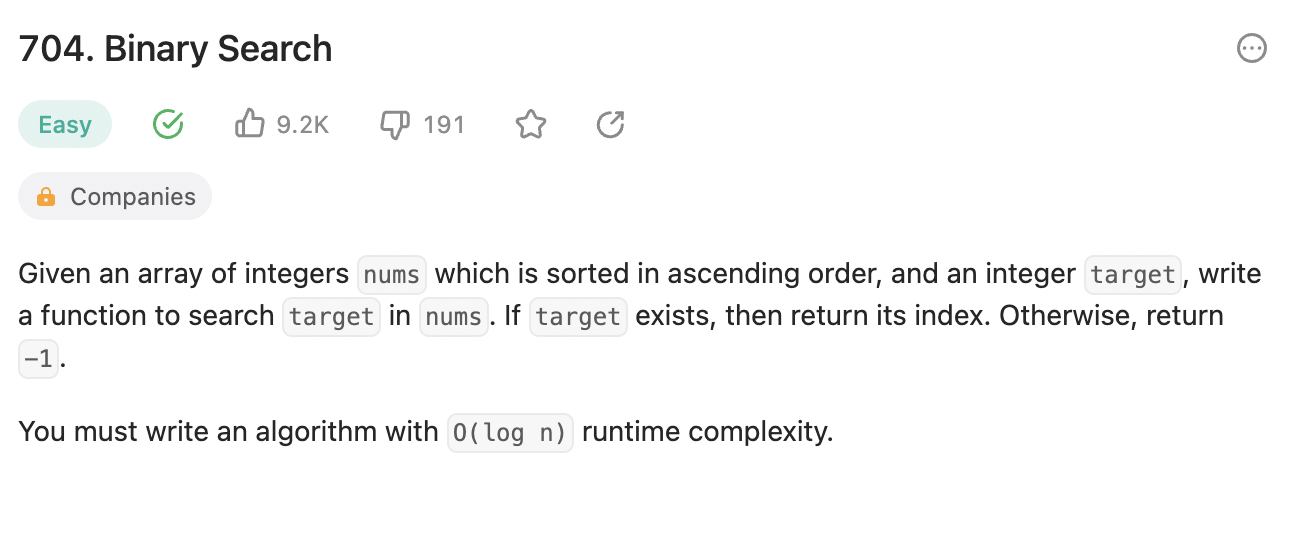 704. Binary Search
Easy 9.2K 191
Companies
Given an array of integers nums which is sorted in ascending order, and an integer target, write
a function to search target in nums. If target exists, then return its index. Otherwise, return
-1.
You must write an algorithm with O(log n) runtime complexity.